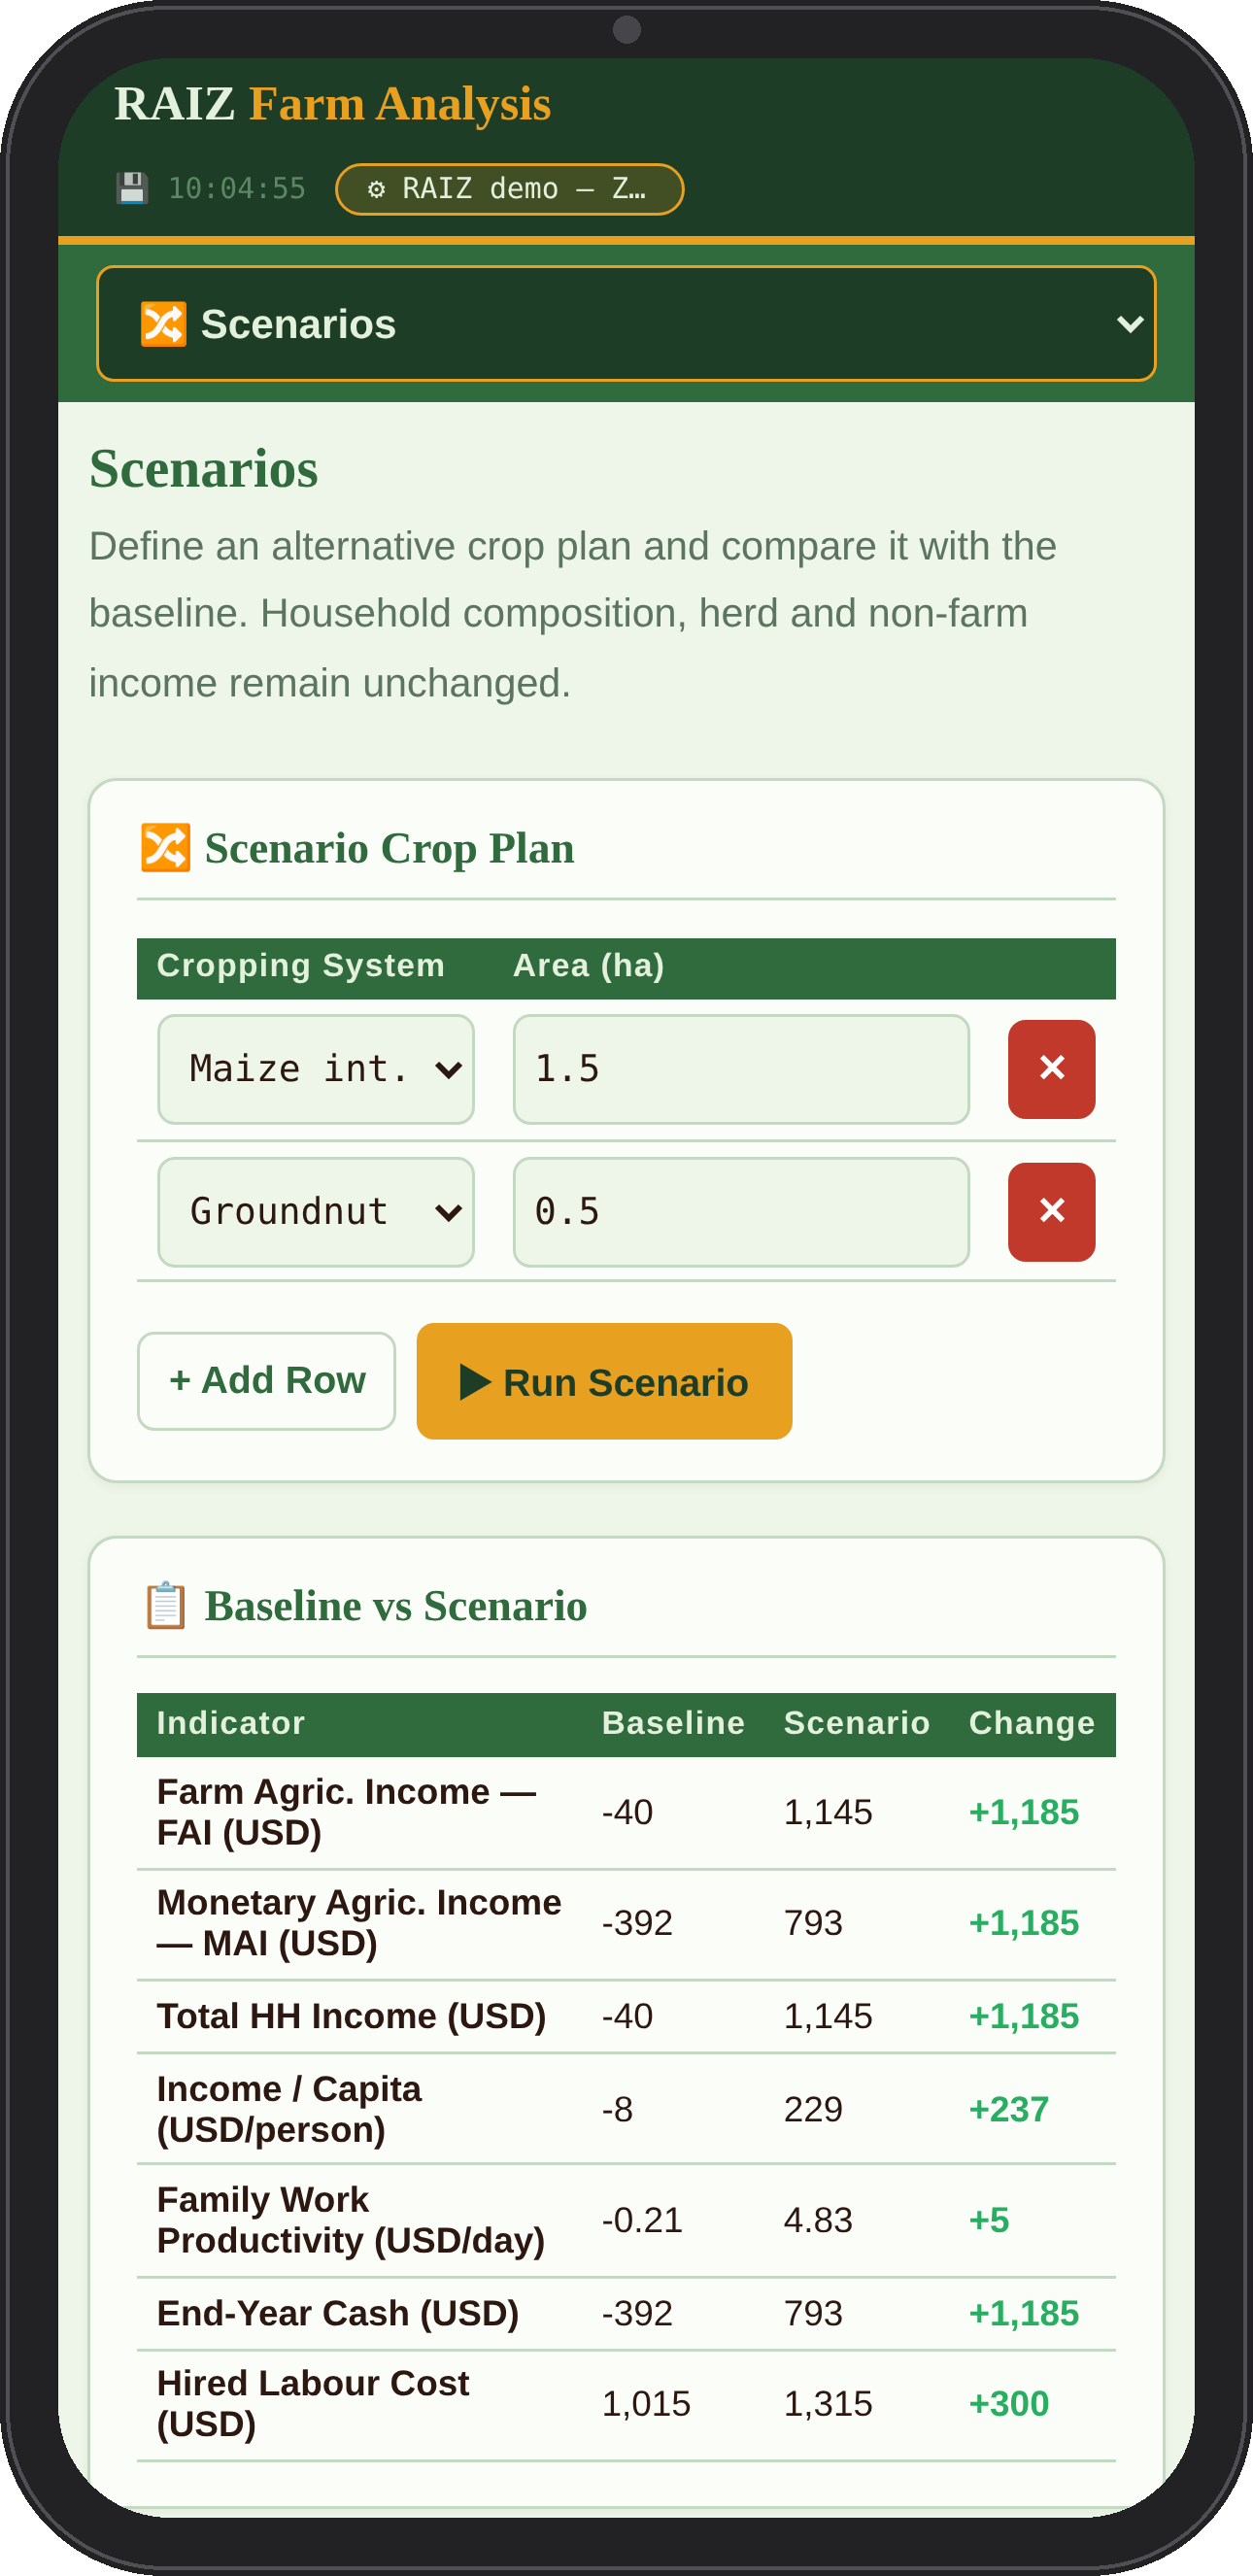 RAIZ Farm Analysis
💾 10:04:55 ⚙ RAIZ demo — Z…
🔀 Scenarios
Scenarios
Define an alternative crop plan and compare it with the
baseline. Household composition, herd and non-farm
income remain unchanged.
🔀 Scenario Crop Plan
Cropping System Area (ha)
Maize int. 1.5 ✕
Groundnut 0.5 ✕
+ Add Row ▶ Run Scenario
📋 Baseline vs Scenario
Indicator Baseline Scenario Change
Farm Agric. Income —
FAI (USD) -40 1,145 +1,185
Monetary Agric. Income
— MAI (USD) -392 793 +1,185
Total HH Income (USD) -40 1,145 +1,185
Income / Capita
(USD/person) -8 229 +237
Family Work
Productivity (USD/day) -0.21 4.83 +5
End-Year Cash (USD) -392 793 +1,185
Hired Labour Cost
(USD) 1,015 1,315 +300